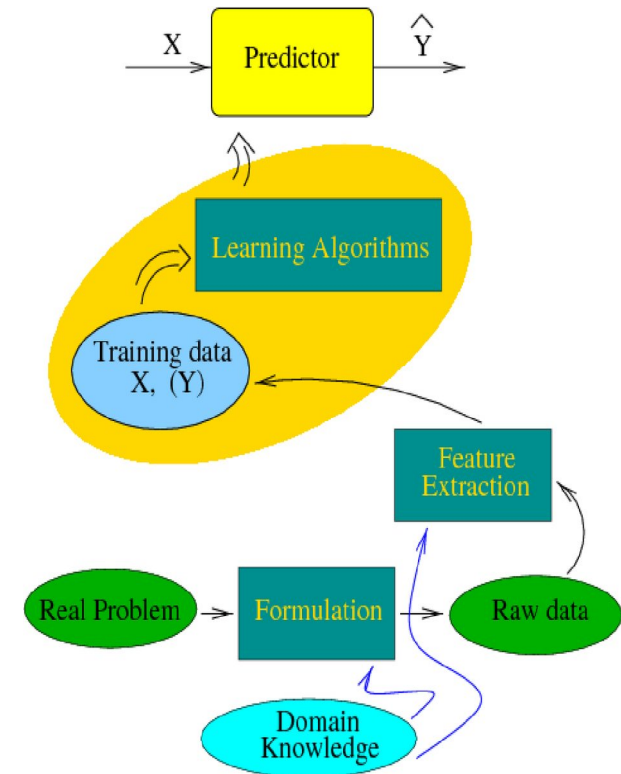 X
Predictor
Ŷ
Learning Algorithms
Training data
X, (Y)
Feature
Extraction
Real Problem
Formulation
Raw data
Domain
Knowledge